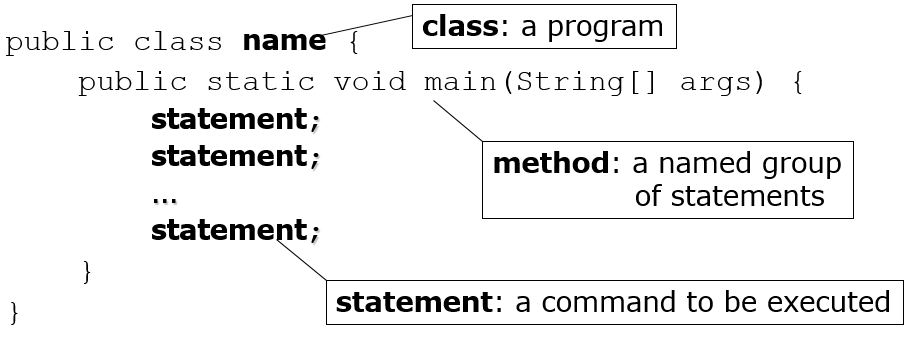 public class name {
class: a program
public static void main(String[] args) {
statement;
statement;
method: a named group
of statements
...
statement;
}
statement: a command to be executed
}